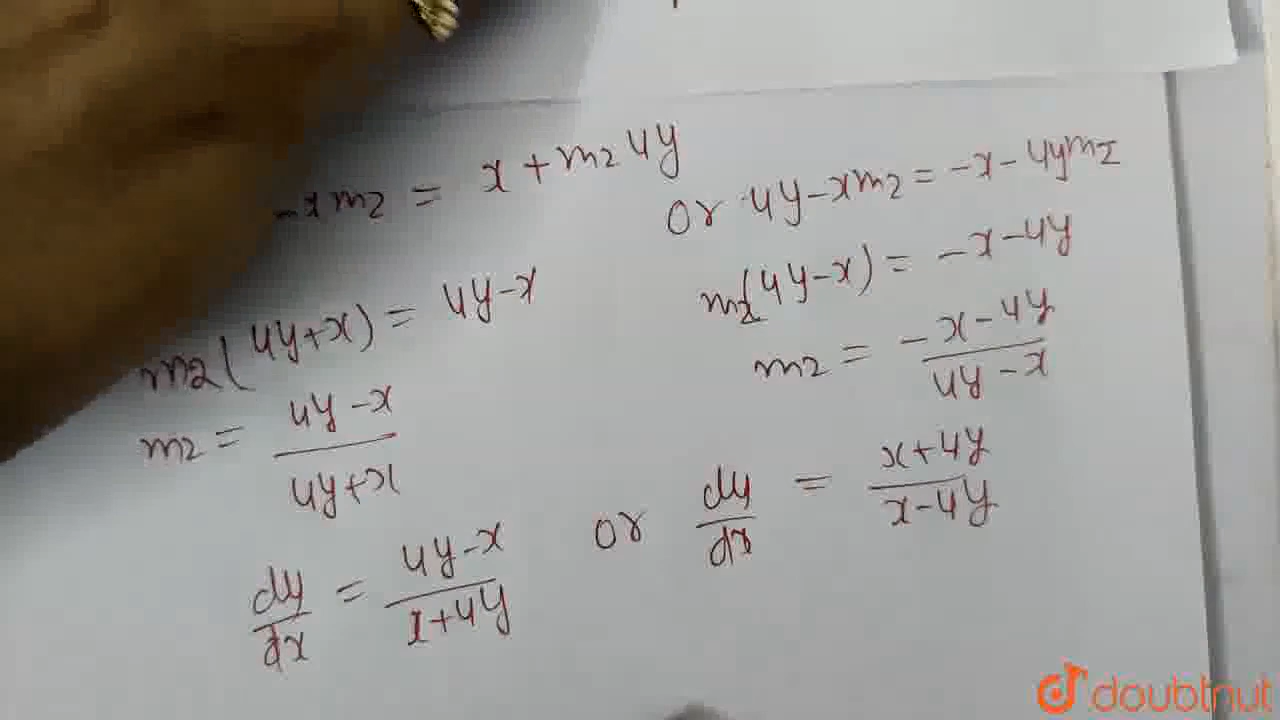 -xm2 = x + m2 4y
Or 4y - xm2 = -x - 4ym2
m2(4y+x) = 4y-x
m2(4y-x) = -x-4y
m2 = 4y-x / 4y+x
m2 = -x-4y / 4y-x
dy/dx = 4y-x / x+4y or dy/dx = x+4y / x-4y
doubtnut